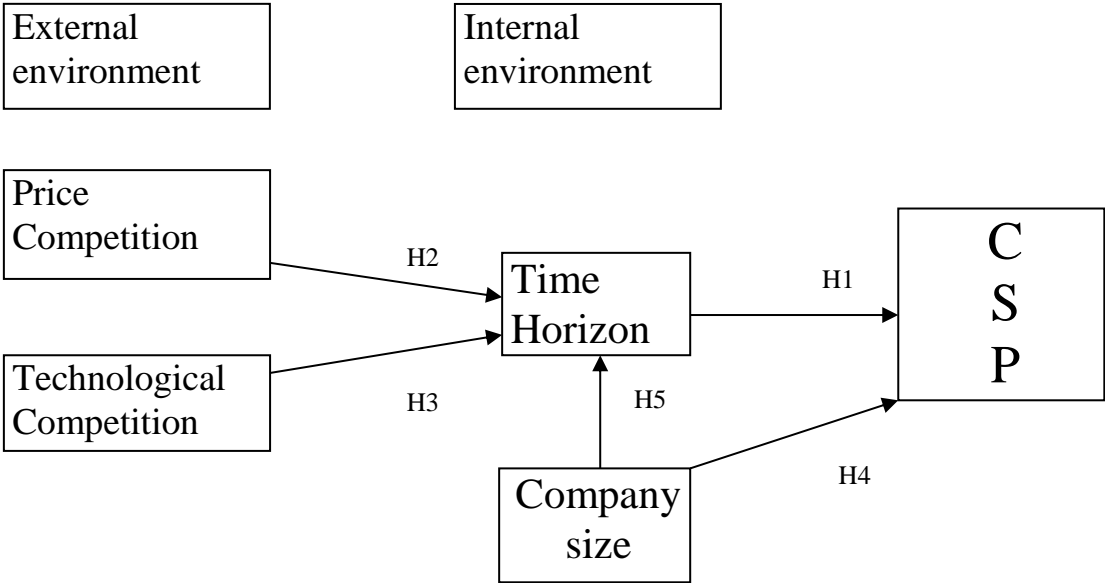 External
environment
Internal
environment
Price
Competition
H2
Time
Horizon
H1
C
S
P
Technological
Competition
H3
H5
Company
size
H4